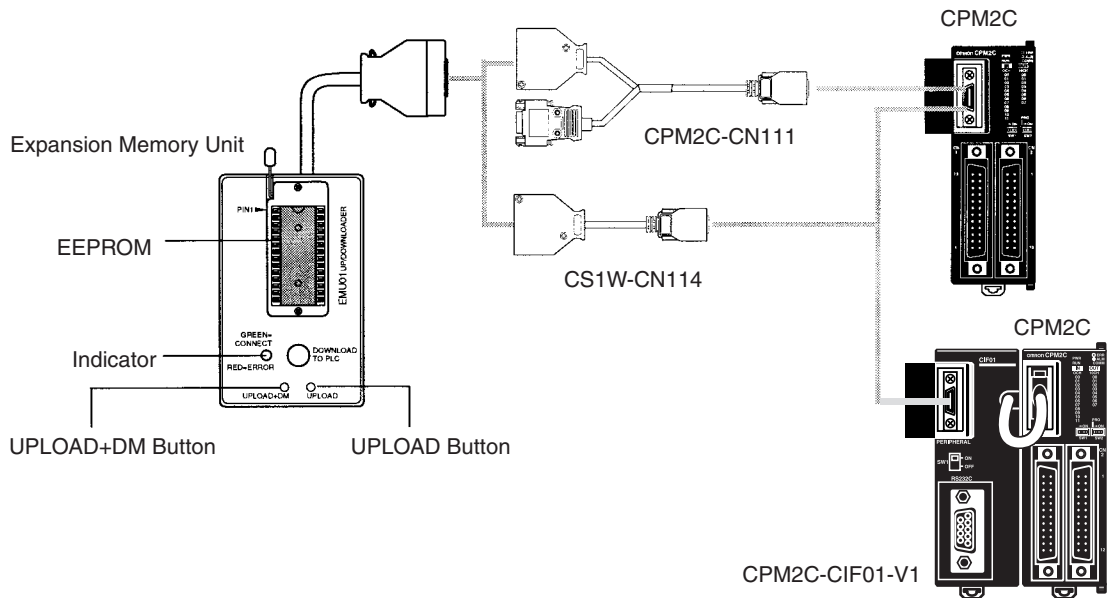 CPM2C
Expansion Memory Unit
CPM2C-CN111
PIN1
EEPROM
EMU01 UP/DOWNLOADER
CS1W-CN114
GREEN=
CONNECT
Indicator
DOWNLOAD
TO PLC
RED=ERROR
UPLOAD+DM
UPLOAD
UPLOAD+DM Button
UPLOAD Button
CPM2C
CIF01
omron CPM2C
PERIPHERAL
SW1
ON
OFF
RS232C
CPM2C-CIF01-V1